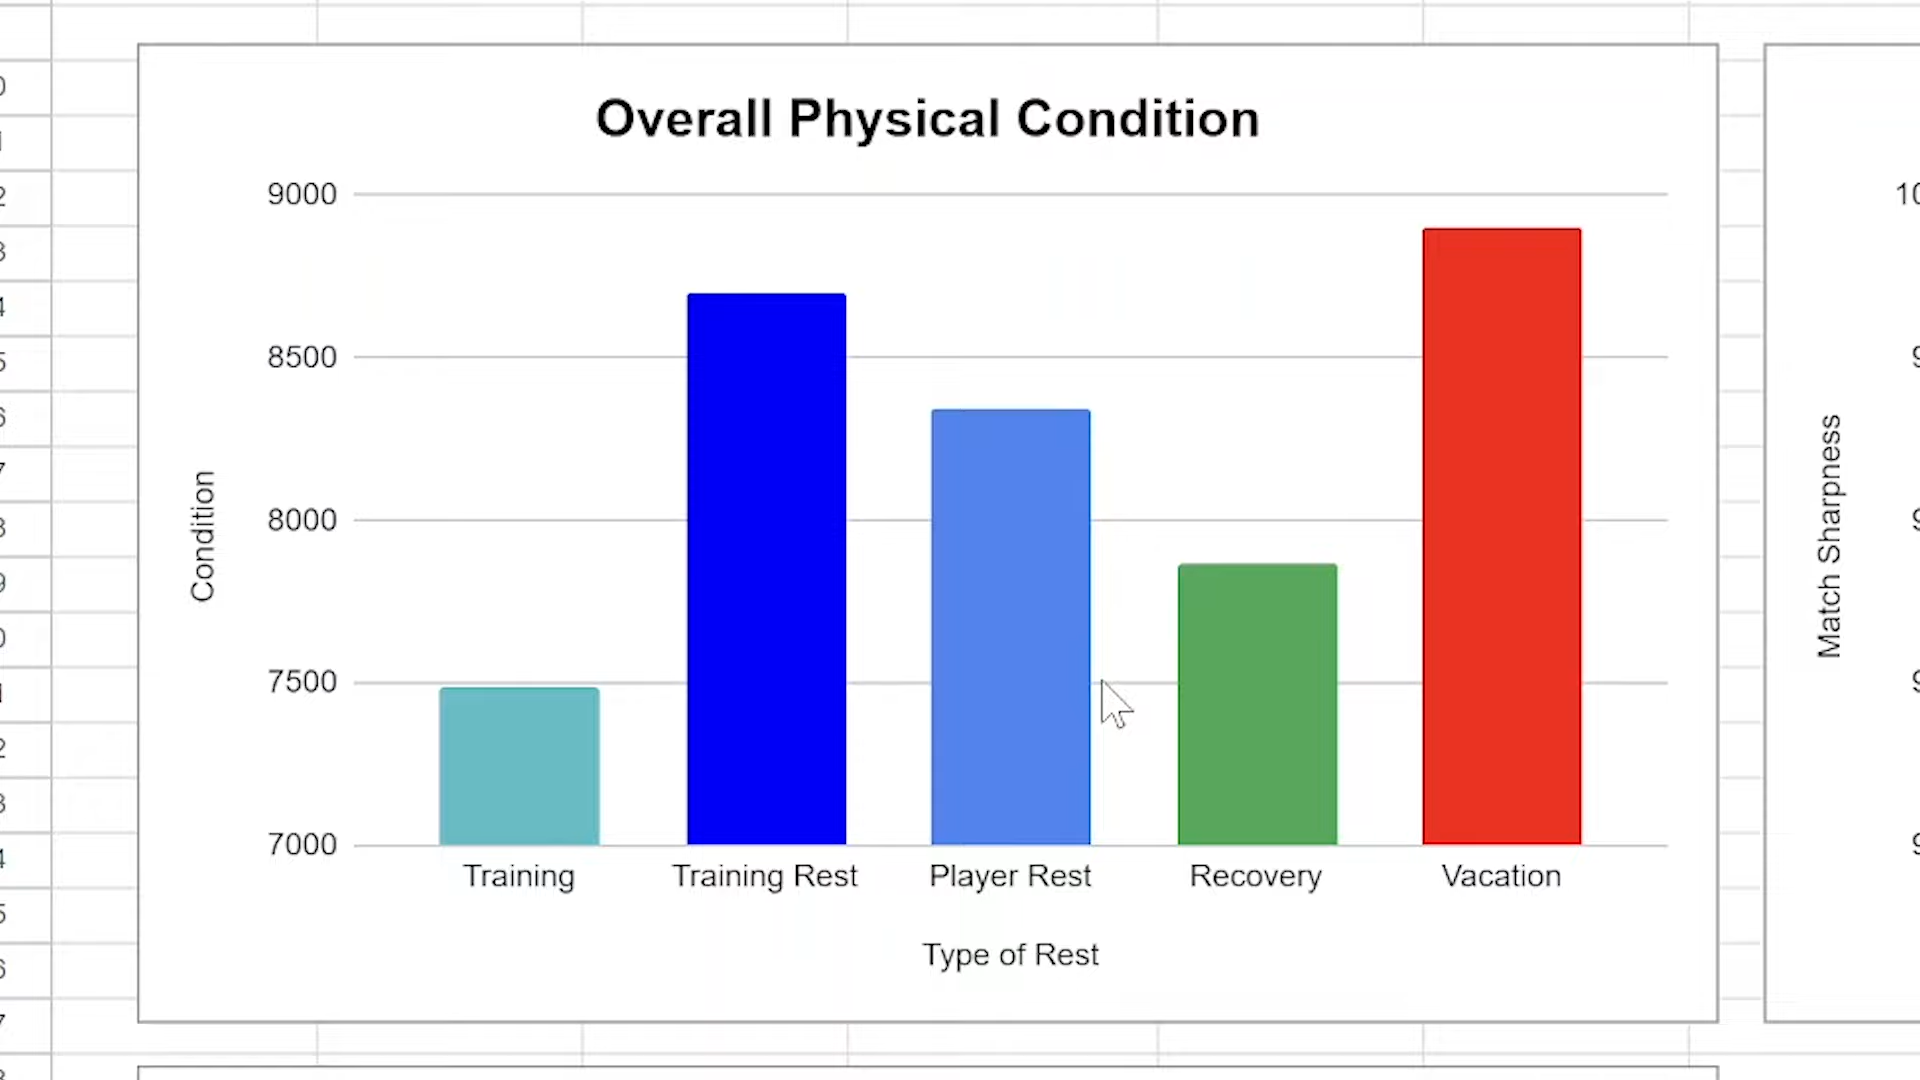 Overall Physical Condition
9000
8500
8000
7500
7000
Condition
Training
Training Rest
Player Rest
Recovery
Vacation
Type of Rest
Match Sharpness